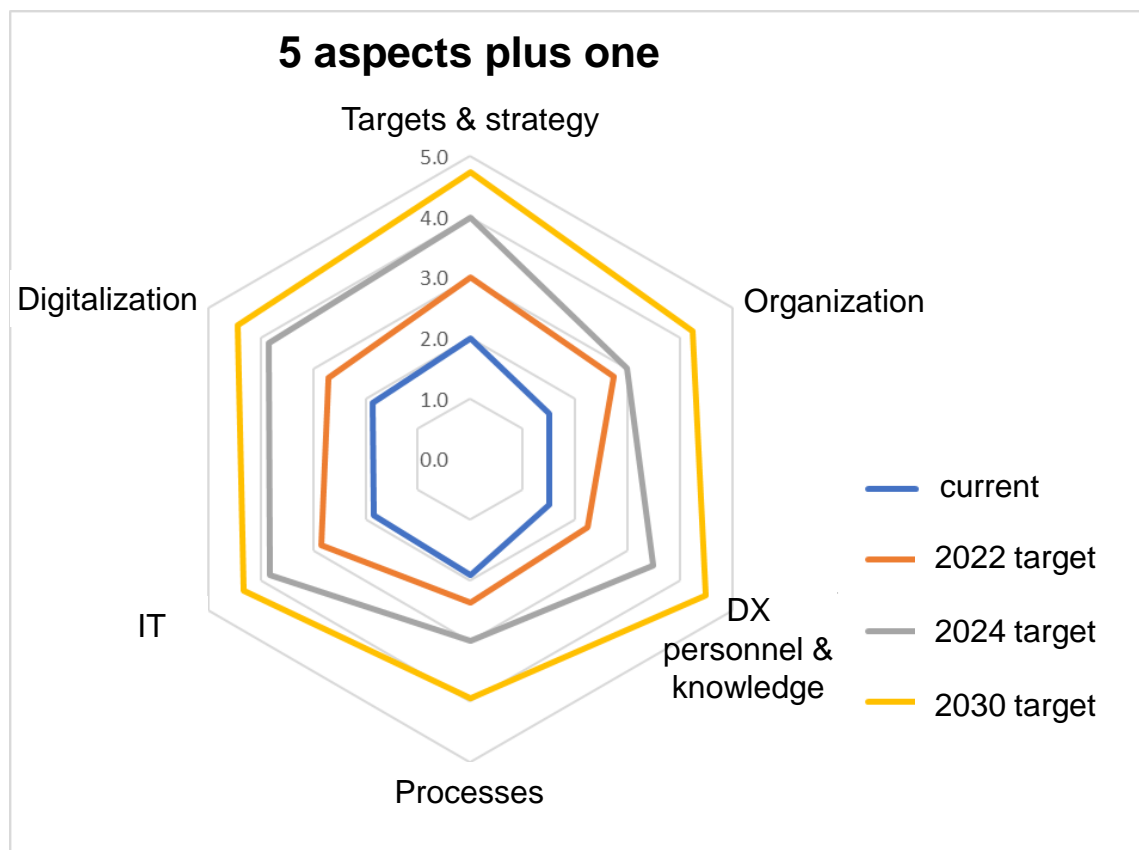 5 aspects plus one
Targets & strategy
5.0
4.0
3.0
2.0
1.0
0.0
Digitalization
Organization
IT
DX
personnel &
knowledge
Processes
current
2022 target
2024 target
2030 target